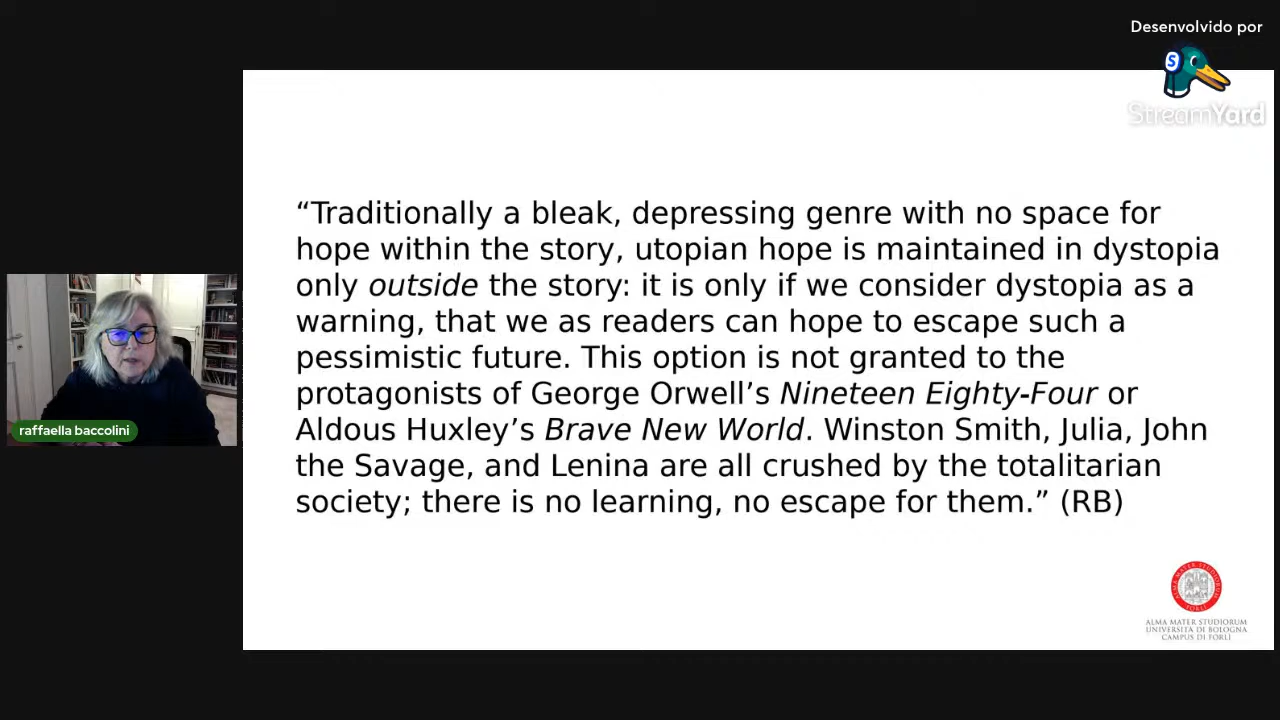 Desenvolvido por
StreamYard
“Traditionally a bleak, depressing genre with no space for
hope within the story, utopian hope is maintained in dystopia
only outside the story: it is only if we consider dystopia as a
warning, that we as readers can hope to escape such a
pessimistic future. This option is not granted to the
protagonists of George Orwell’s Nineteen Eighty-Four or
Aldous Huxley’s Brave New World. Winston Smith, Julia, John
the Savage, and Lenina are all crushed by the totalitarian
society; there is no learning, no escape for them.” (RB)
raffaella baccolini
ALMA MATER STUDIORUM
UNIVERSITÀ DI BOLOGNA
CAMPUS DI FORLÌ